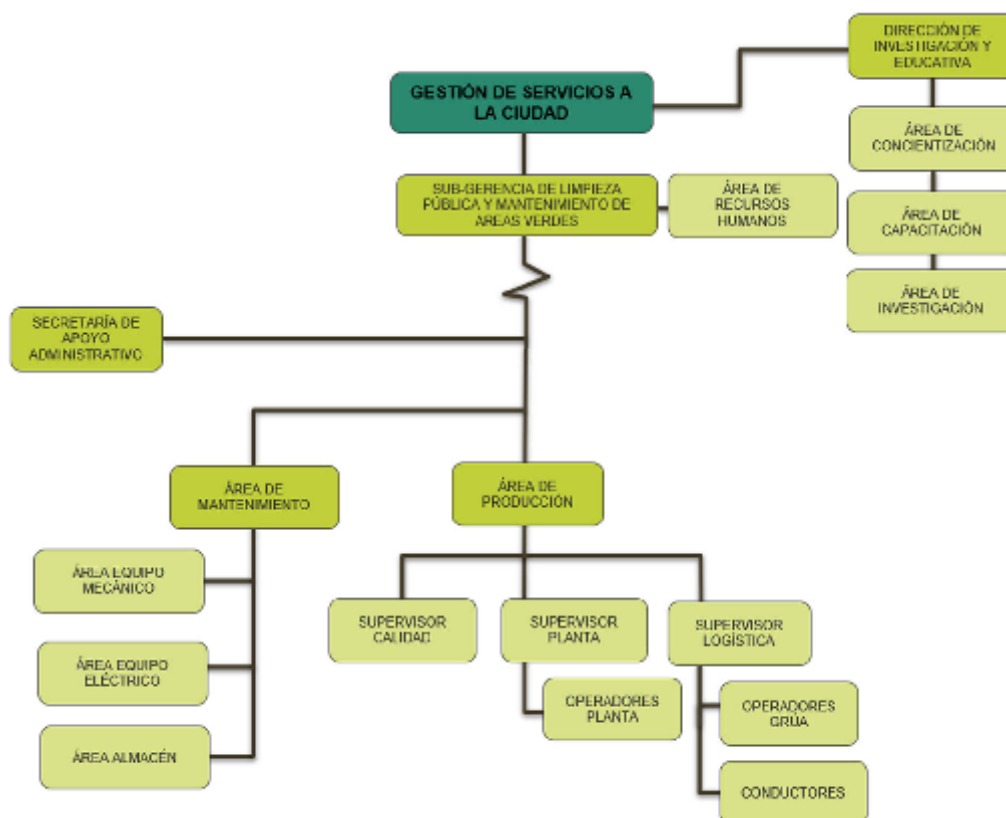 DIRECCIÓN DE
INVESTIGACIÓN Y
EDUCATIVA
GESTIÓN DE SERVICIOS A
LA CIUDAD
ÁREA DE
CONCIENTIZACIÓN
SUB-GERENCIA DE LIMPIEZA
PÚBLICA Y MANTENIMIENTO DE
AREAS VERDES
ÁREA DE
RECURSOS
HUMANOS
ÁREA DE
CAPACITACIÓN
ÁREA DE
INVESTIGACIÓN
SECRETARÍA DE
APOYO
ADMINISTRATIVO
ÁREA DE
MANTENIMIENTO
ÁREA DE
PRODUCCIÓN
ÁREA EQUIPO
MECÁNICO
ÁREA EQUIPO
ELÉCTRICO
ÁREA ALMACÉN
SUPERVISOR
CALIDAD
SUPERVISOR
PLANTA
SUPERVISOR
LOGÍSTICA
OPERADORES
PLANTA
OPERADORES
GRÚA
CONDUCTORES